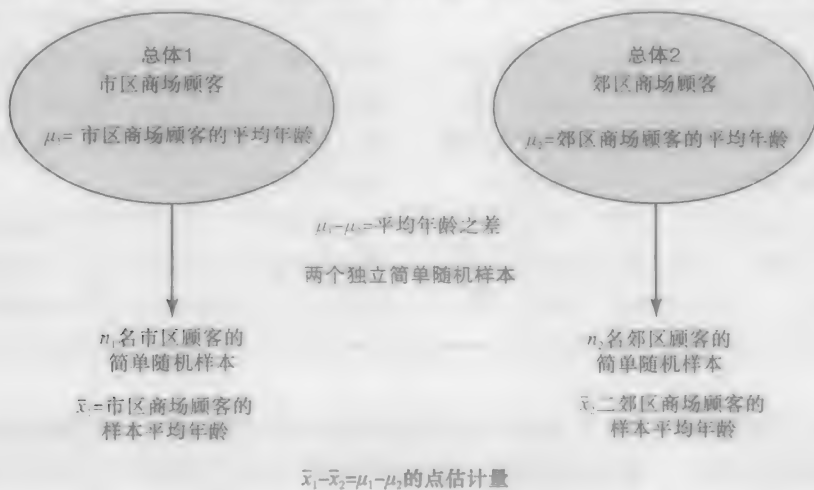 总体1
市区商场顾客
μ₁=市区商场顾客的平均年龄
总体2
郊区商场顾客
μ₂=郊区商场顾客的平均年龄
μ₁-μ₂=平均年龄之差
两个独立简单随机样本
n₁名市区顾客的
简单随机样本
x̄₁=市区商场顾客的
样本平均年龄
n₂名郊区顾客的
简单随机样本
x̄₂二郊区商场顾客的
样本平均年龄
x̄₁-x̄₂=μ₁-μ₂的点估计量